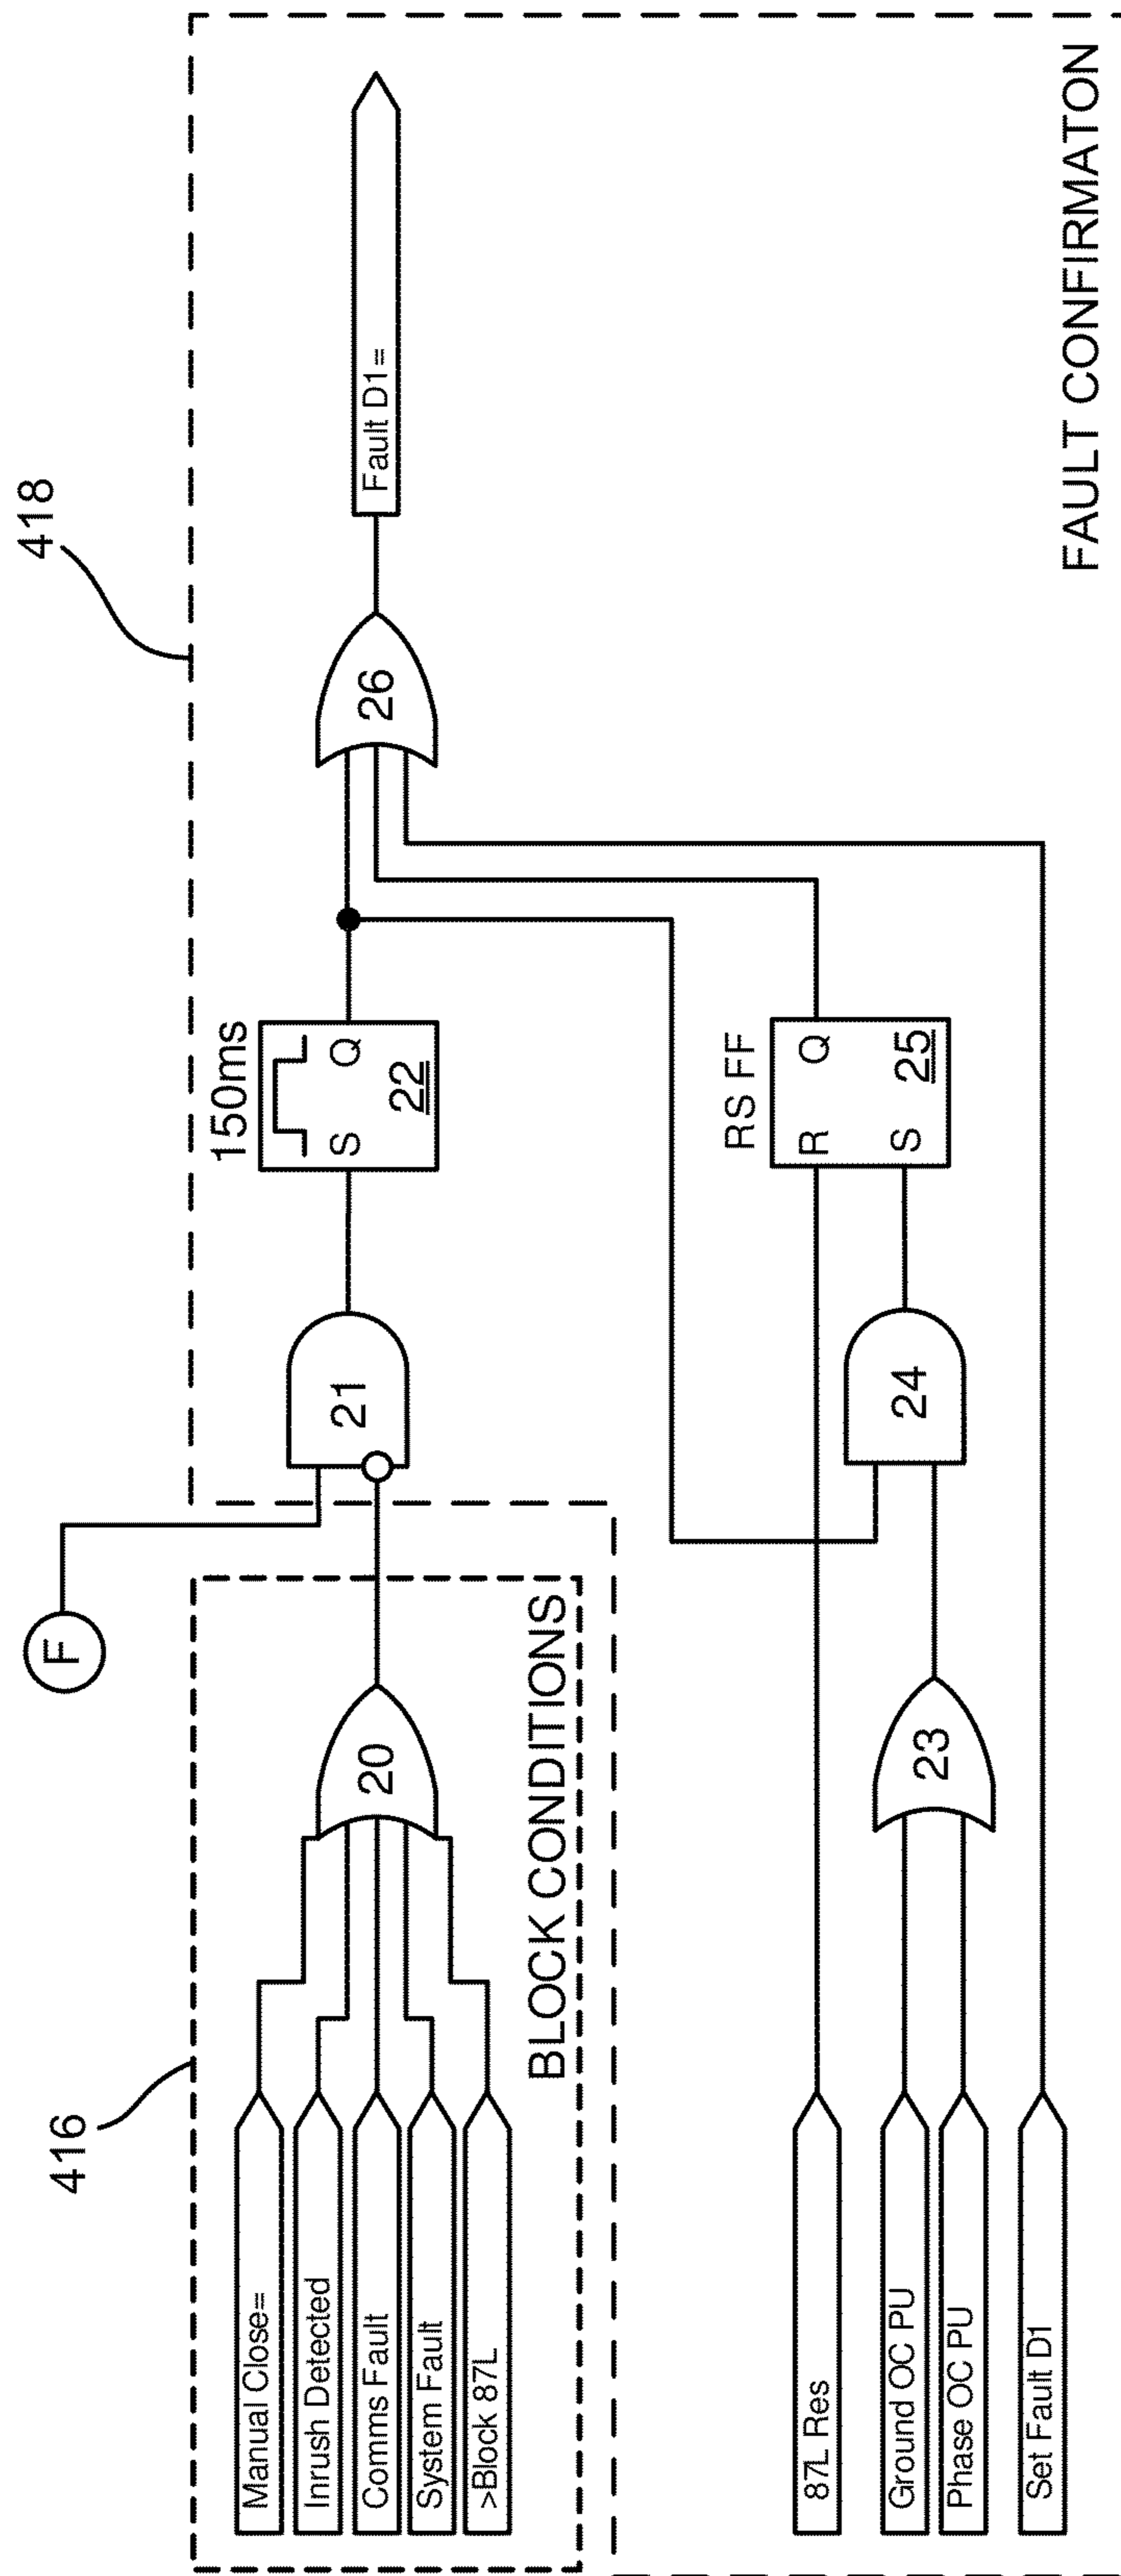 418
416
F
Manual Close=
Inrush Detected
Comms Fault
System Fault
>Block 87L
20
BLOCK CONDITIONS
21
150ms
S
Q
22
26
Fault D1=
87L Res
Ground OC PU
Phase OC PU
Set Fault D1
23
24
RS FF
R
Q
S
25
FAULT CONFIRMATON